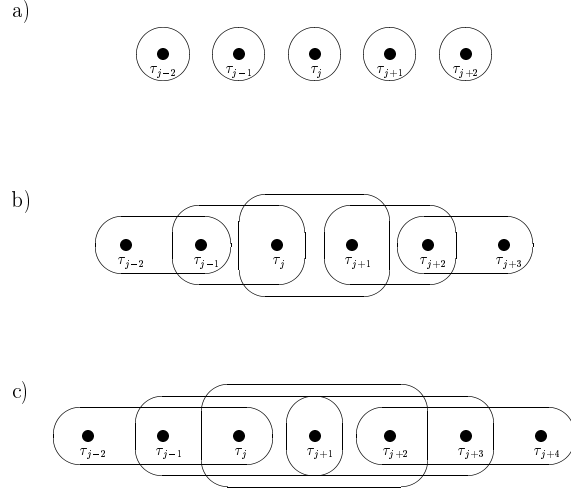 a)
τ_{j−2} τ_{j−1} τ_j τ_{j+1} τ_{j+2}
b)
τ_{j−2} τ_{j−1} τ_j τ_{j+1} τ_{j+2} τ_{j+3}
c)
τ_{j−2} τ_{j−1} τ_j τ_{j+1} τ_{j+2} τ_{j+3} τ_{j+4}